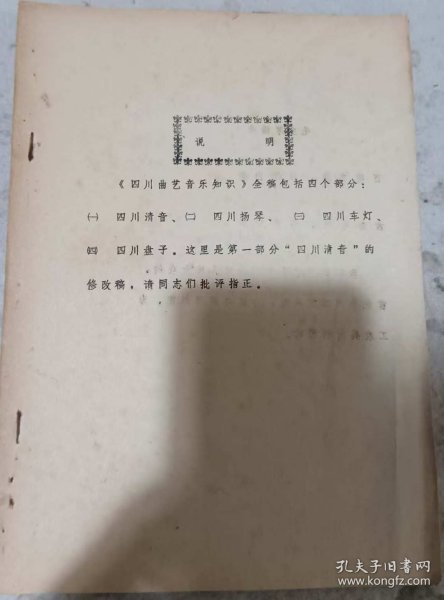 说 明
《四川曲艺音乐知识》全稿包括四个部分：
㈠ 四川清音、㈡ 四川扬琴、 ㈢ 四川车灯、
㈣ 四川盘子。这里是第一部分“四川清音”的
修改稿，请同志们批评指正。
孔夫子旧书网
www.kongfz.com